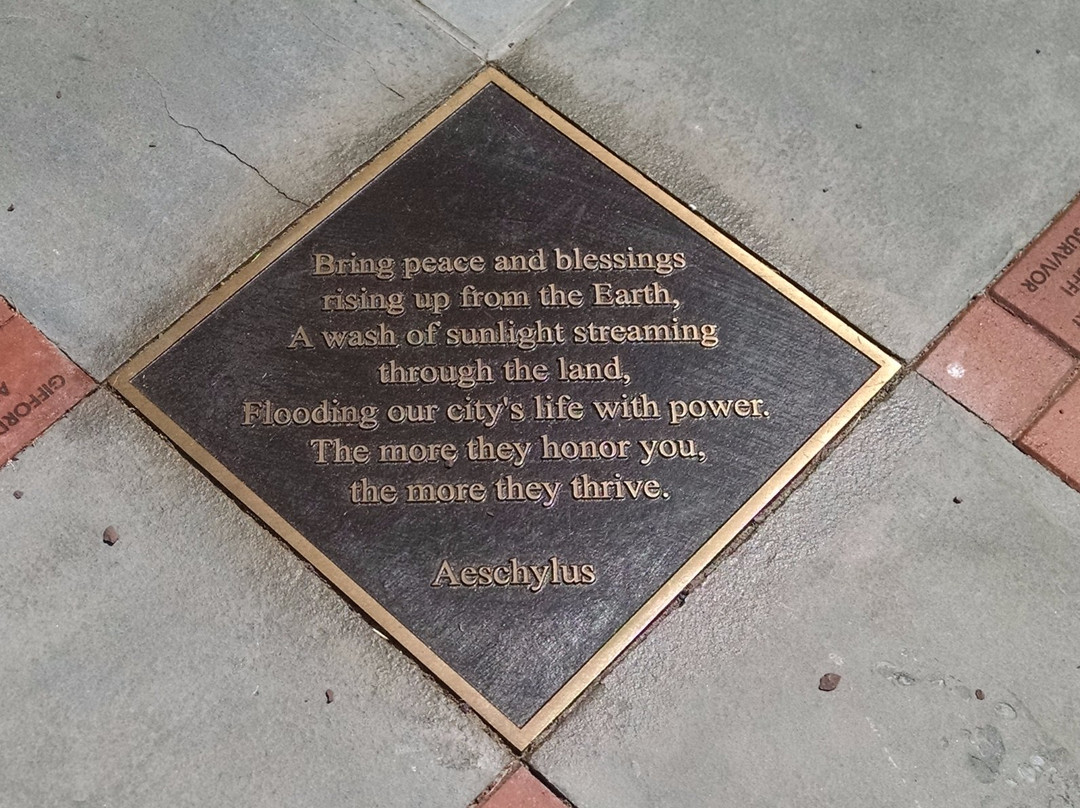 Bring peace and blessings
rising up from the Earth,
A wash of sunlight streaming
through the land,
Flooding our city's life with power.
The more they honor you,
the more they thrive.
Aeschylus
SURVIVOR